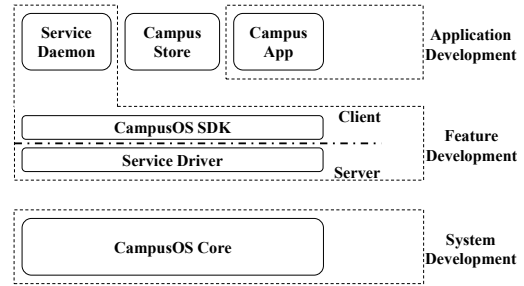 Service
Daemon
Campus
Store
Campus
App
Application
Development
CampusOS SDK
Client
Service Driver
Server
Feature
Development
CampusOS Core
System
Development